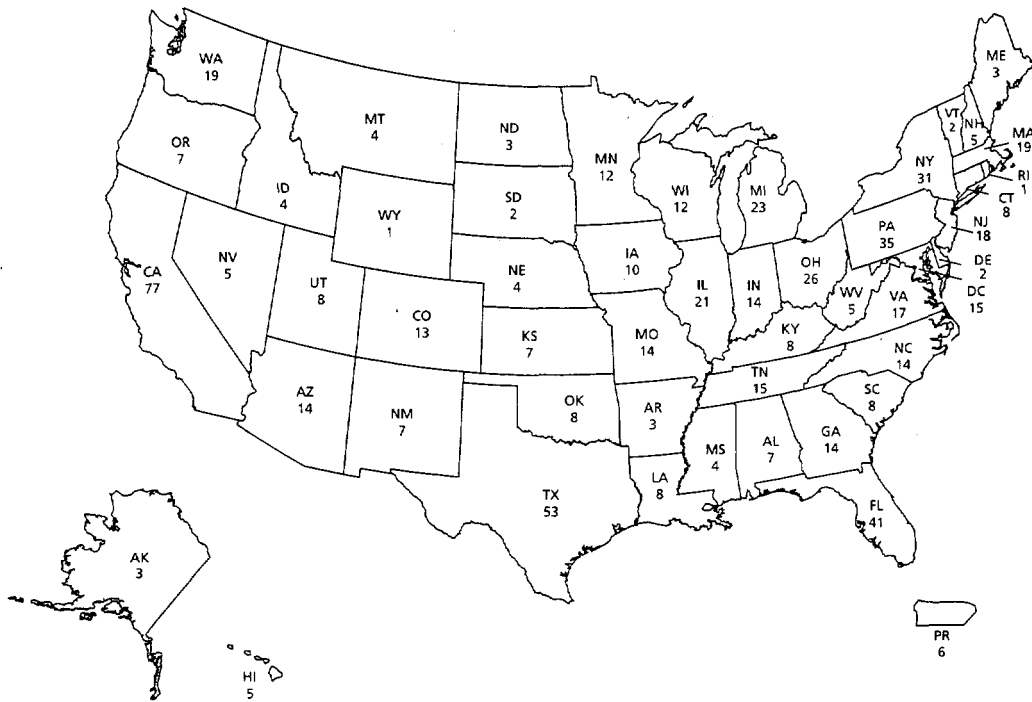 WA
19
OR
7
CA
77
ID
4
NV
5
MT
4
WY
1
UT
8
CO
13
AZ
14
NM
7
ND
3
SD
2
NE
4
KS
7
OK
8
TX
53
MN
12
IA
10
MO
14
AR
3
LA
8
WI
12
IL
21
MI
23
IN
14
OH
26
KY
8
TN
15
MS
4
AL
7
GA
14
FL
41
SC
8
NC
14
VA
17
WV
5
PA
35
NY
31
VT
2
NH
5
ME
3
MA
19
RI
1
CT
8
NJ
18
DE
2
DC
15
AK
3
HI
5
PR
6